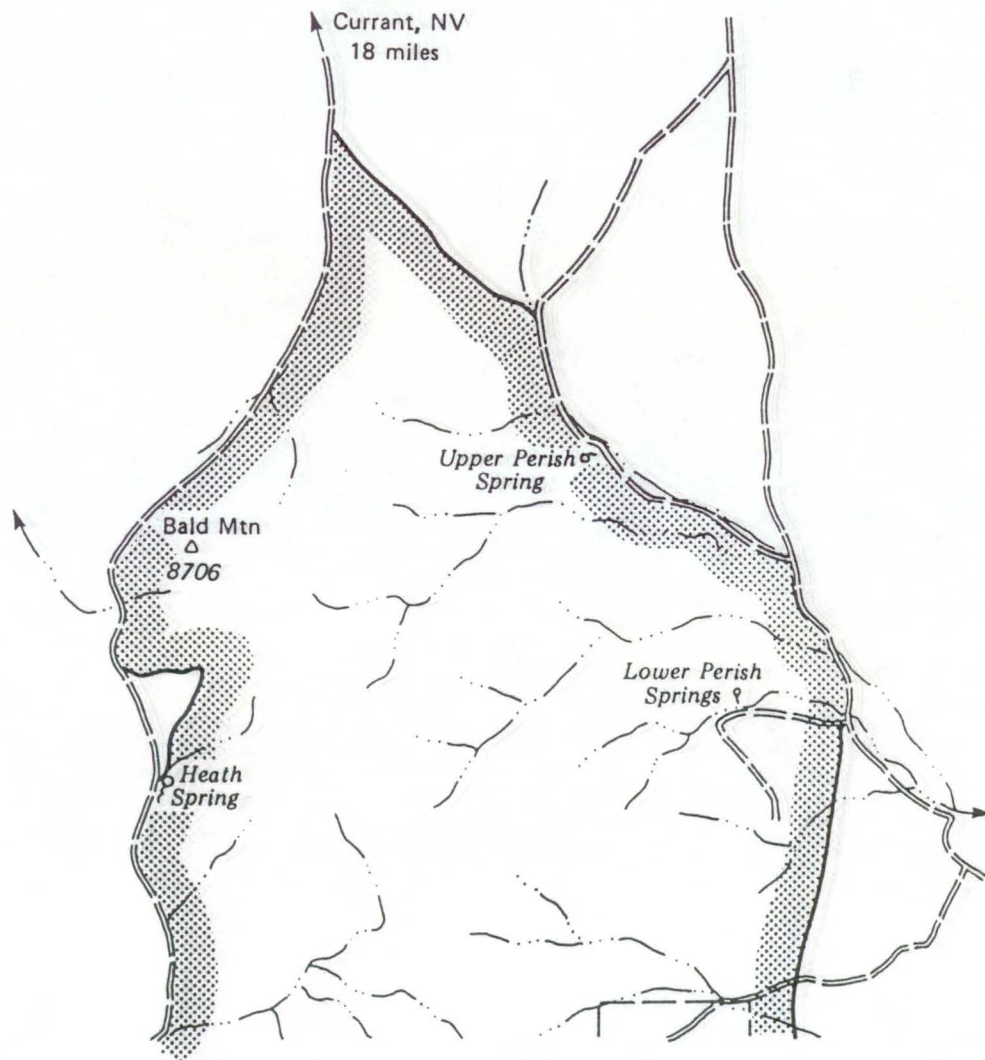 Currant, NV
18 miles
Upper Perish
Spring
Bald Mtn
8706
Lower Perish
Springs
Heath
Spring